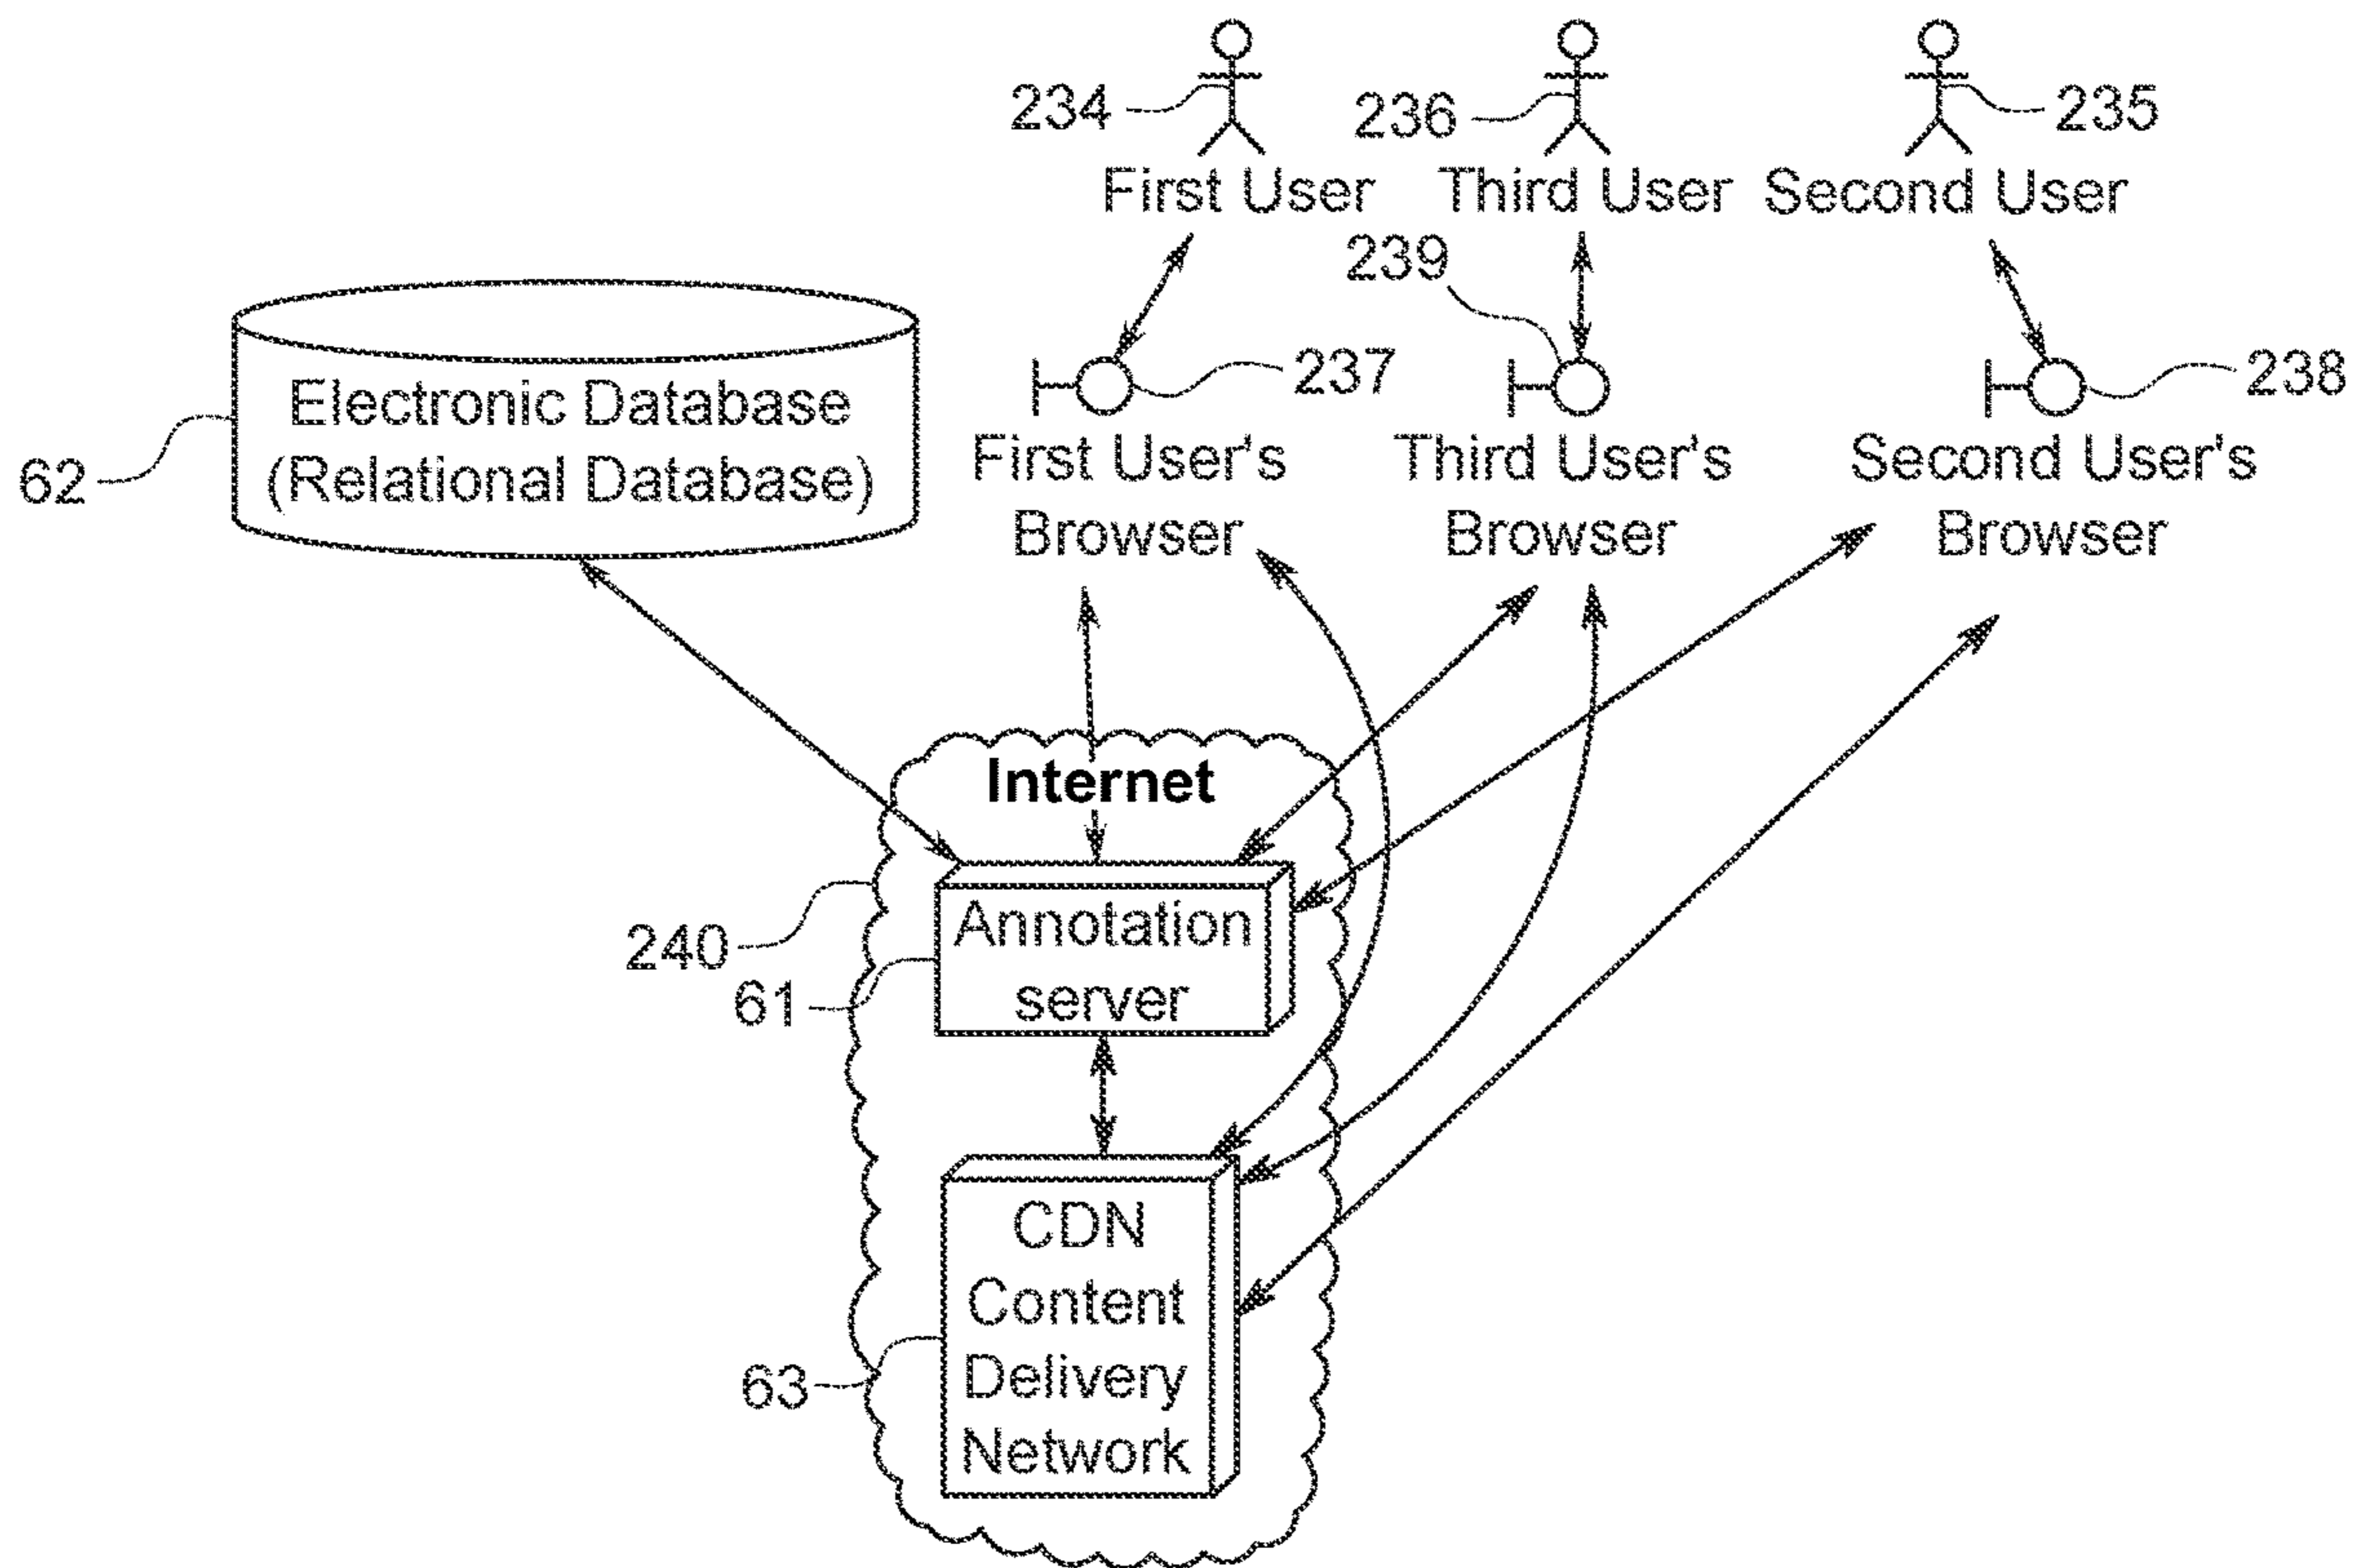 234
236
235
First User
Third User
Second User
239
237
238
Electronic Database
(Relational Database)
62
First User's
Browser
Third User's
Browser
Second User's
Browser
Internet
240
Annotation
server
61
CDN
Content
Delivery
Network
63